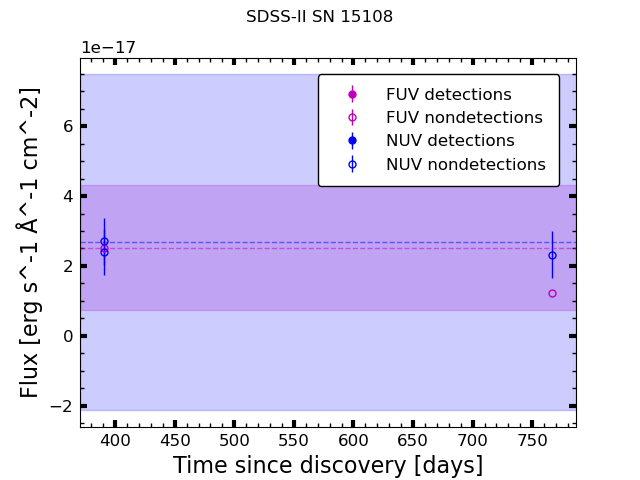 SDSS-II SN 15108
1e−17
Flux [erg s^-1 Å^-1 cm^-2]
6
4
2
0
−2
FUV detections
FUV nondetections
NUV detections
NUV nondetections
400 450 500 550 600 650 700 750
Time since discovery [days]